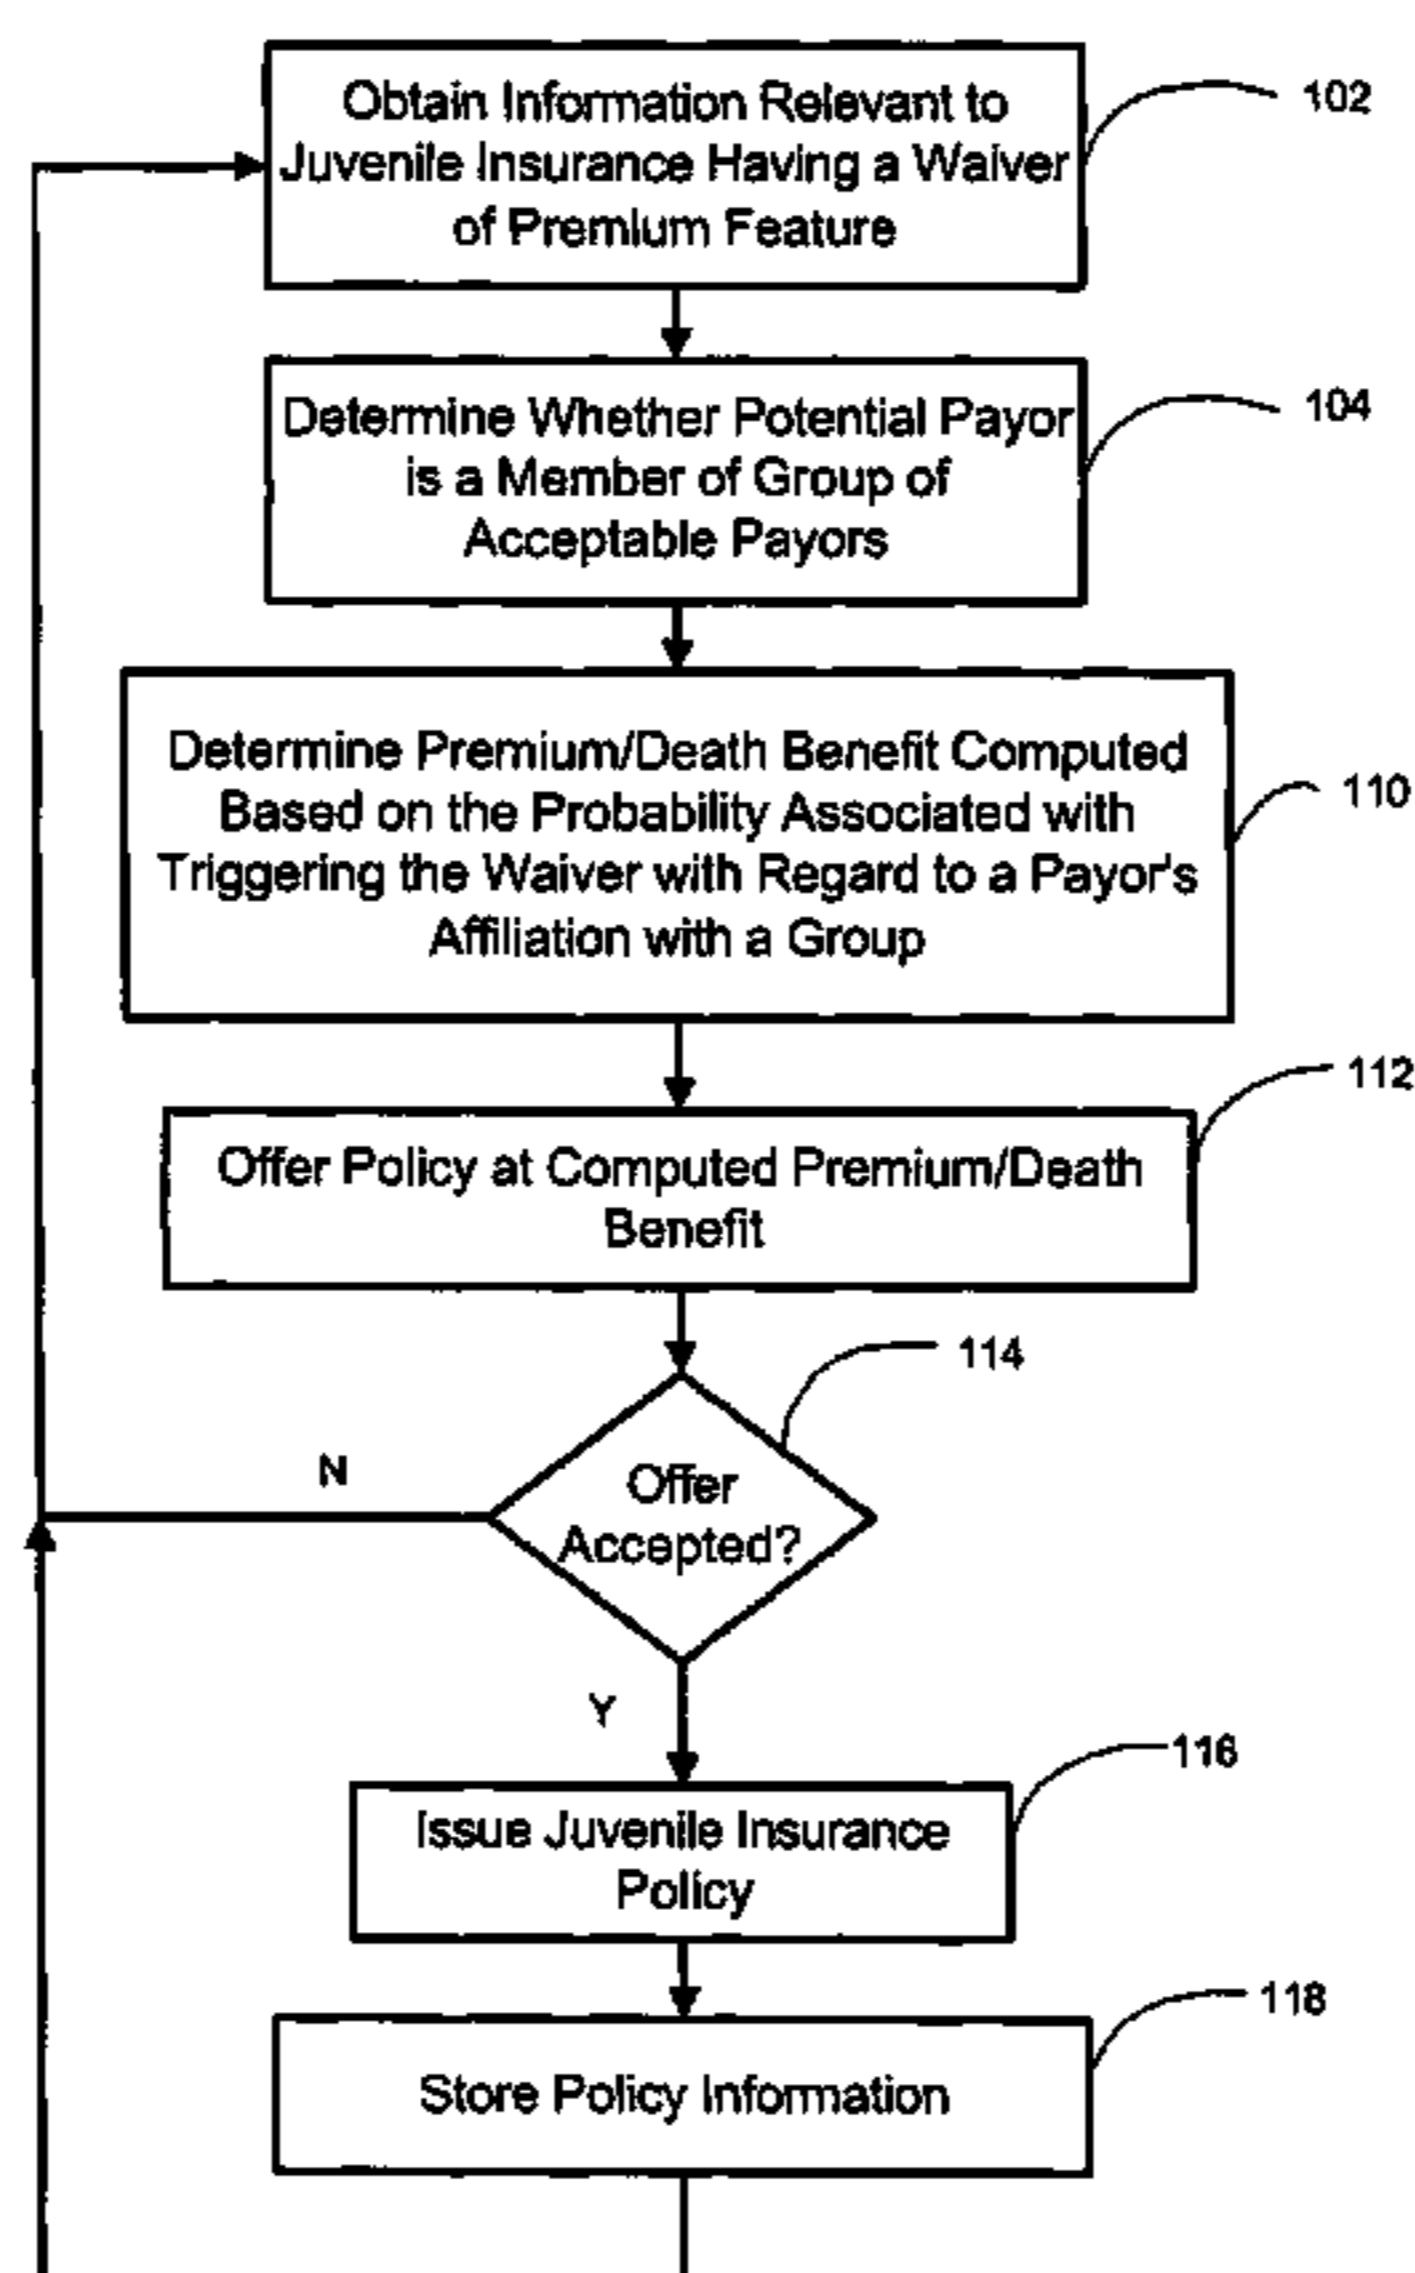 Obtain Information Relevant to
Juvenile Insurance Having a Waiver
of Premium Feature
102
Determine Whether Potential Payor
is a Member of Group of
Acceptable Payors
104
Determine Premium/Death Benefit Computed
Based on the Probability Associated with
Triggering the Waiver with Regard to a Payor's
Affiliation with a Group
110
Offer Policy at Computed Premium/Death
Benefit
112
114
N
Offer
Accepted?
Y
Issue Juvenile Insurance
Policy
116
Store Policy Information
118